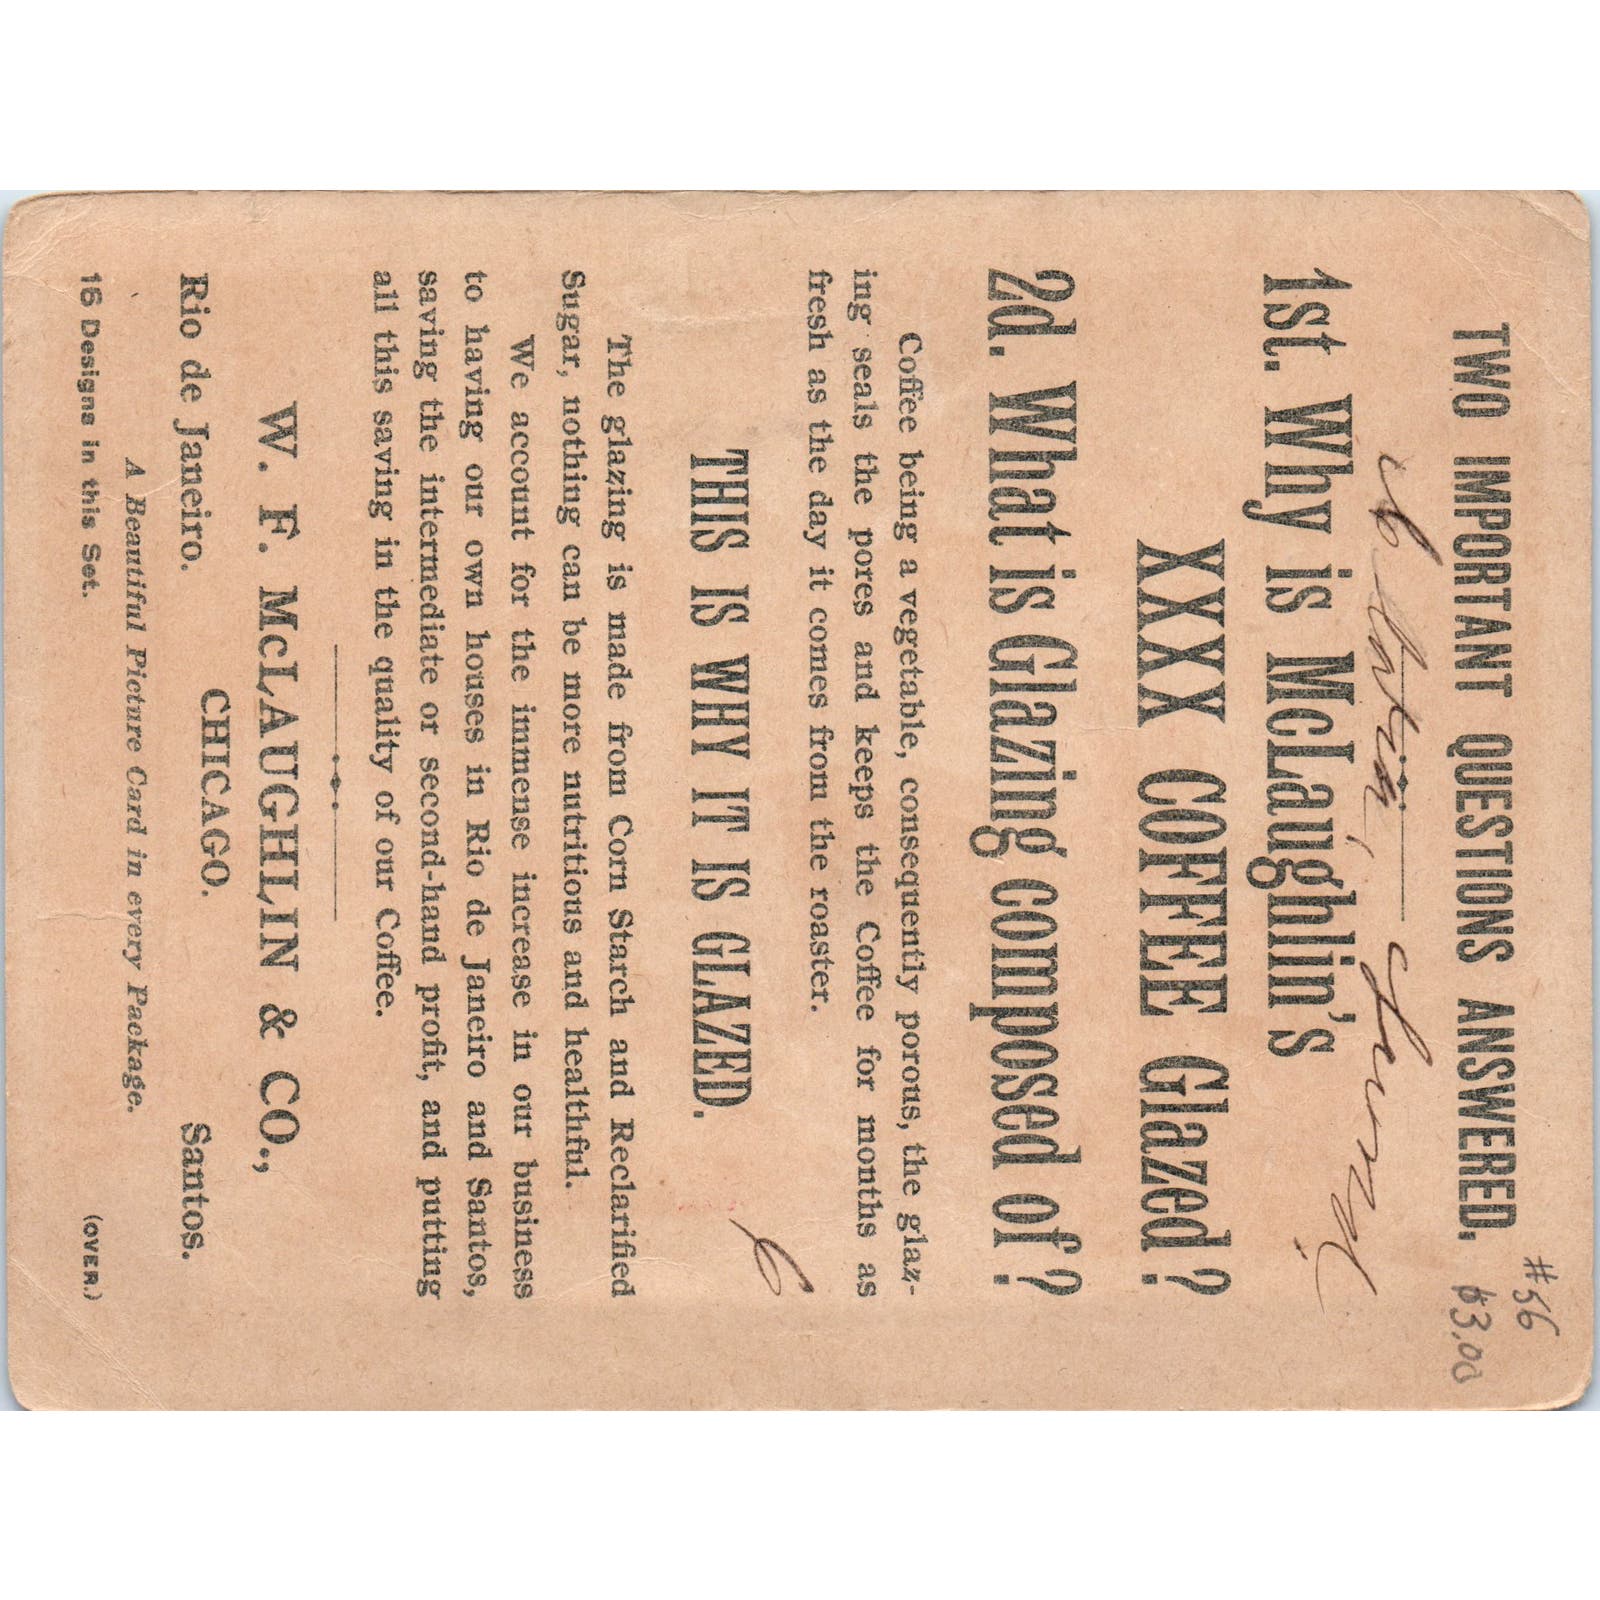 #56
$3.00
TWO IMPORTANT QUESTIONS ANSWERED.
1st. Why is McLaughlin's
XXXX COFFEE Glazed?
2d. What is Glazing composed of?
Coffee being a vegetable, consequently porous, the glaz-
ing seals the pores and keeps the Coffee for months as
fresh as the day it comes from the roaster.
THIS IS WHY IT IS GLAZED.
The glazing is made from Corn Starch and Reclarified
Sugar, nothing can be more nutritious and healthful.
We account for the immense increase in our business
to having our own houses in Rio de Janeiro and Santos,
saving the intermediate or second-hand profit, and putting
all this saving in the quality of our Coffee.
W. F. McLAUGHLIN & CO.,
CHICAGO.
Rio de Janeiro. Santos.
A Beautiful Picture Card in every Package.
16 Designs in this Set. (OVER.)